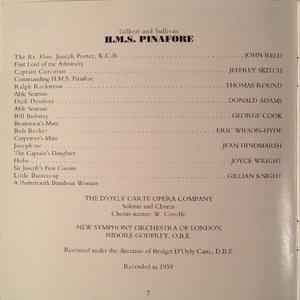 Gilbert and Sullivan
H.M.S. PINAFORE
The Rt. Hon. Joseph Porter, K.C.B. JOHN REED
First Lord of the Admiralty
Captain Corcoran JEFFREY SKITCH
Commanding H.M.S. Pinafore
Ralph Rackstraw THOMAS ROUND
Able Seaman
Dick Deadeye DONALD ADAMS
Able Seaman
Bill Bobstay GEORGE COOK
Boatswain's Mate
Bob Becket ERIC WILSON-HYDE
Carpenter's Mate
Josephine JEAN HINDMARSH
The Captain's Daughter
Hebe JOYCE WRIGHT
Sir Joseph's First Cousin
Little Buttercup GILLIAN KNIGHT
A Portsmouth Bumboat Woman
THE D'OYLY CARTE OPERA COMPANY
Soloists and Chorus
Chorus master: W. Cox-Ife
NEW SYMPHONY ORCHESTRA OF LONDON
ISIDORE GODFREY, O.B.E.
Recorded under the direction of Bridget D'Oyly Carte, D.B.E.
Recorded in 1959
2